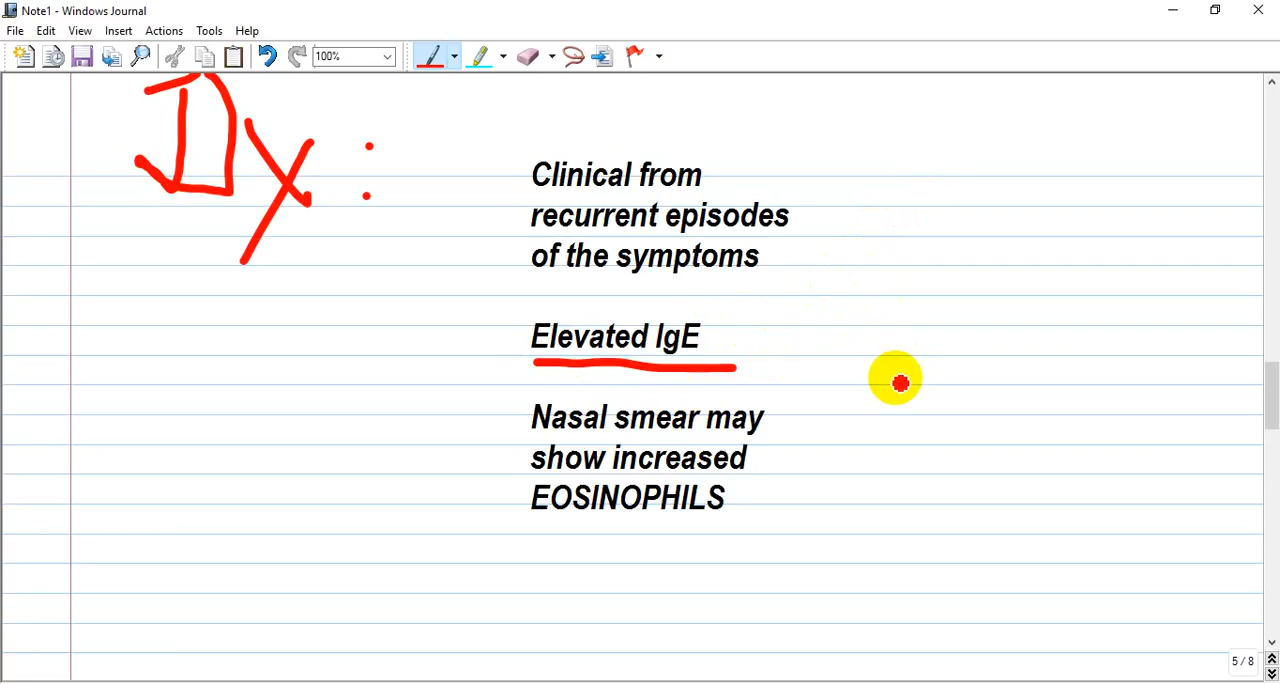 Note1 - Windows Journal
File Edit View Insert Actions Tools Help
100%
Dx :
Clinical from
recurrent episodes
of the symptoms
Elevated IgE
Nasal smear may
show increased
EOSINOPHILS
5 / 8